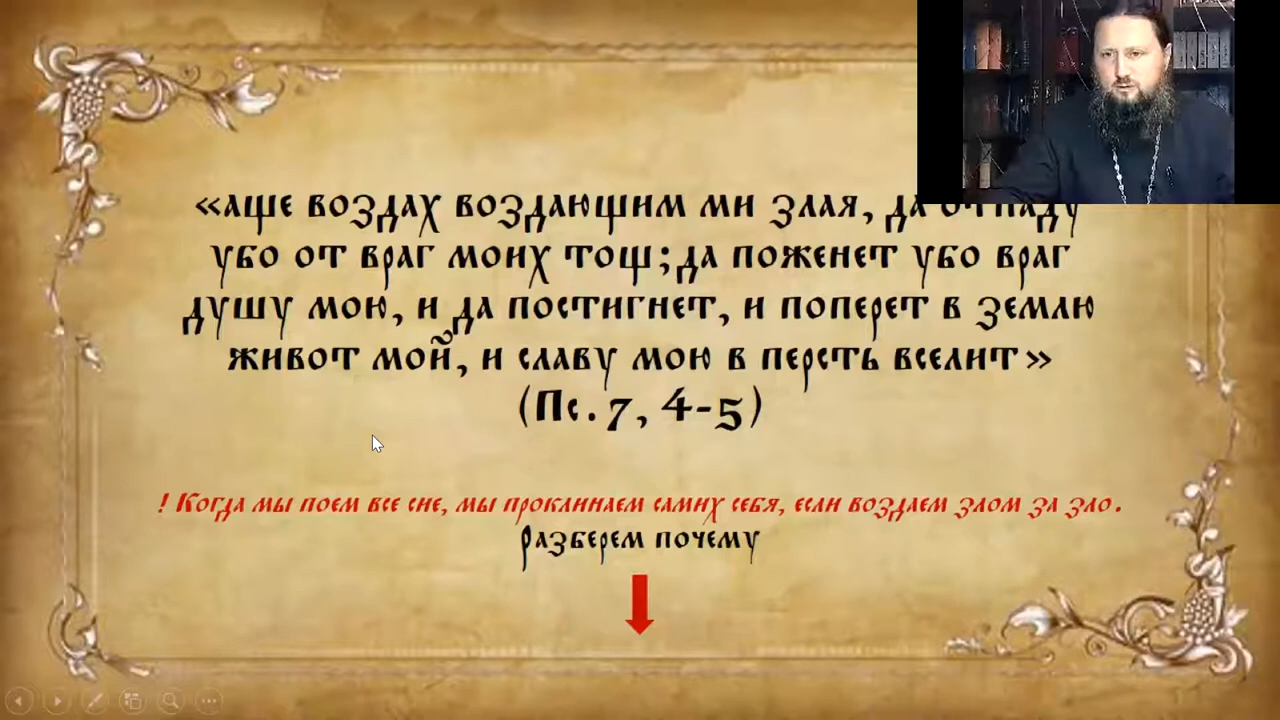 «аще воздах воздающим ми злая, да отпаду
убо от враг моих тощ; да поженет убо враг
душу мою, и да постигнет, и поперет в землю
живот мой, и славу мою в персть вселит»
(Пс. 7, 4-5)
! Когда мы поем все сие, мы проклинаем самих себя, если воздаем злом за зло.
Разберем почему